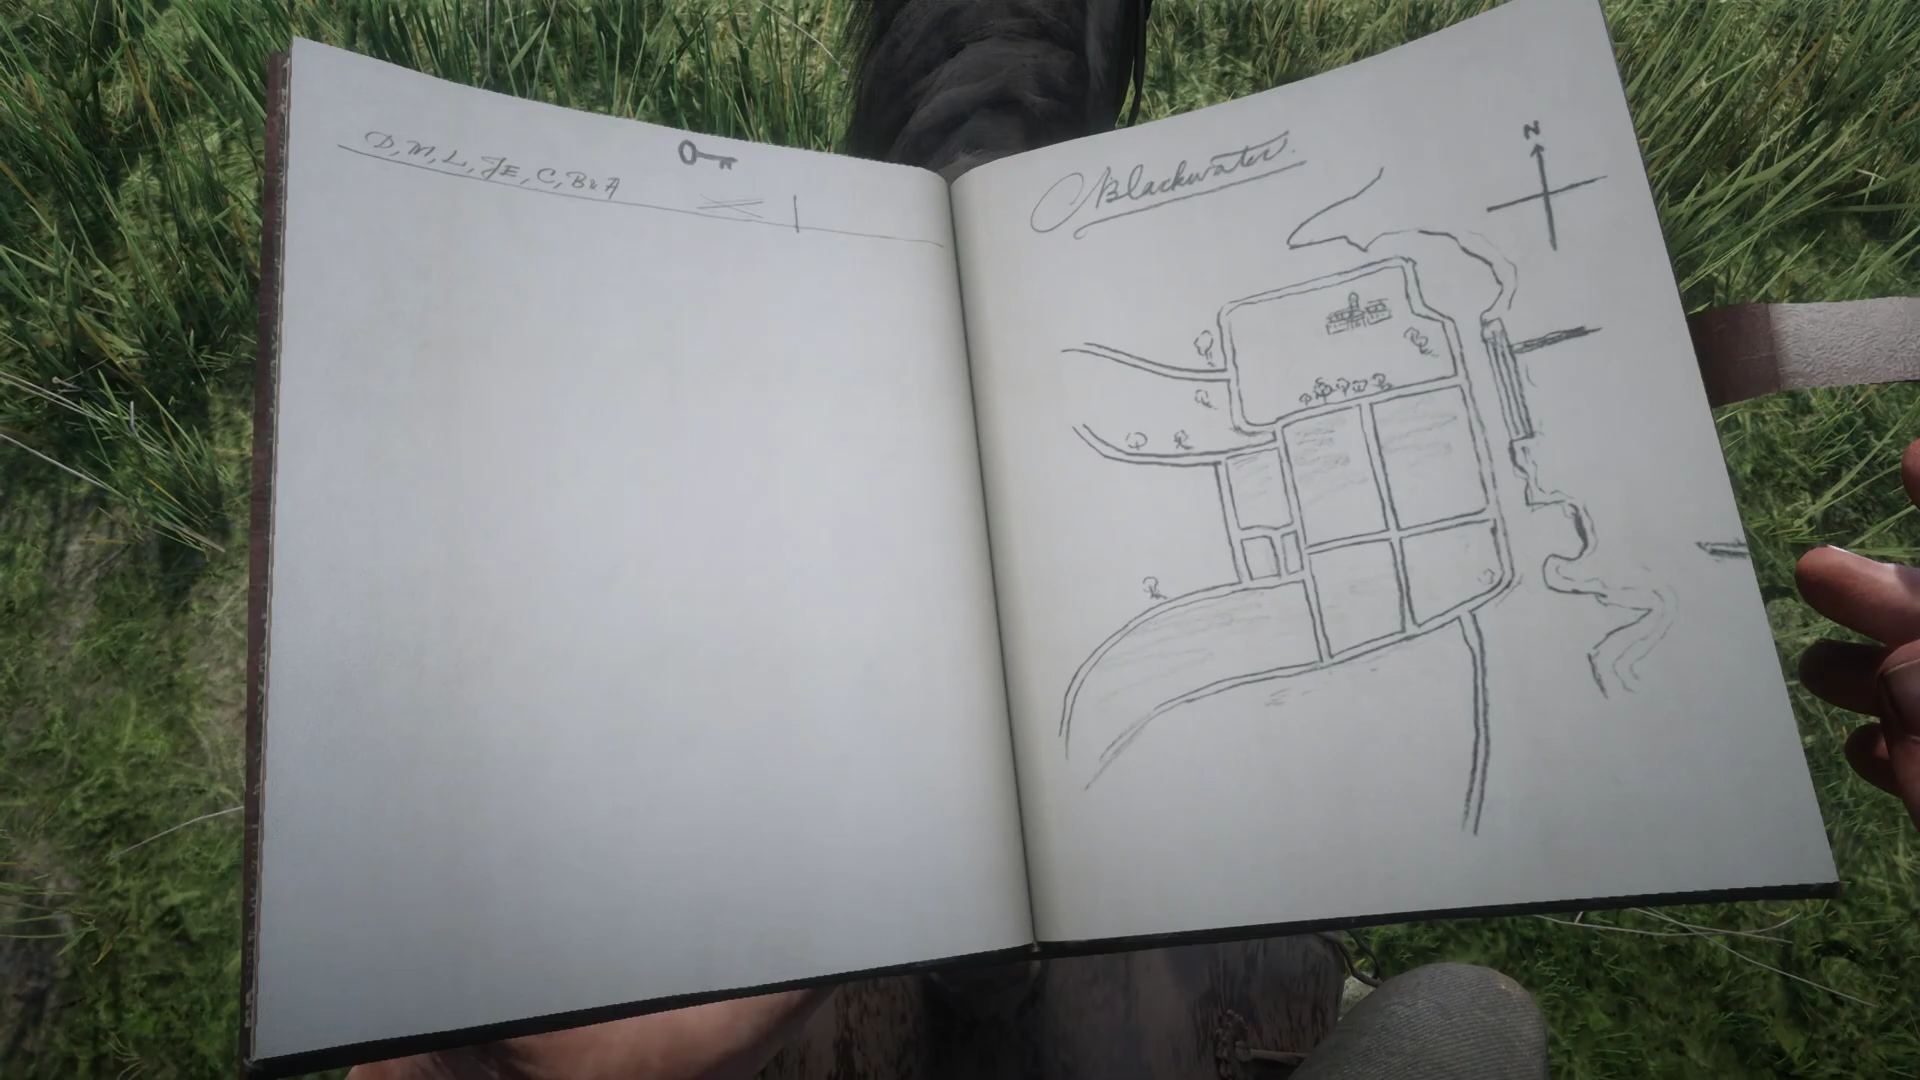 D, M, L, JE, C, B & A
Blackwater.
N